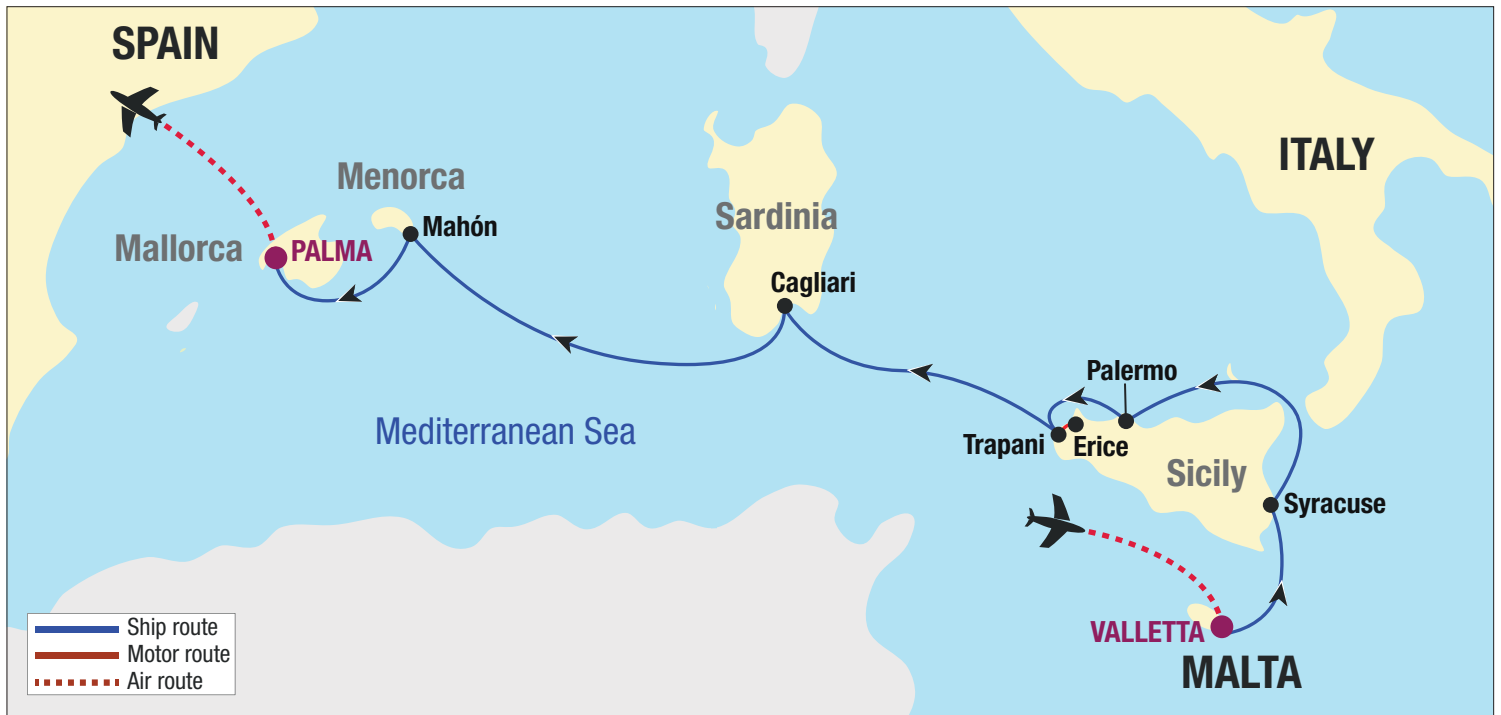 SPAIN
ITALY
Menorca
Mahón
Sardinia
Mallorca
PALMA
Cagliari
Palermo
Mediterranean Sea
Trapani
Erice
Sicily
Syracuse
VALLETTA
MALTA
Ship route
Motor route
Air route